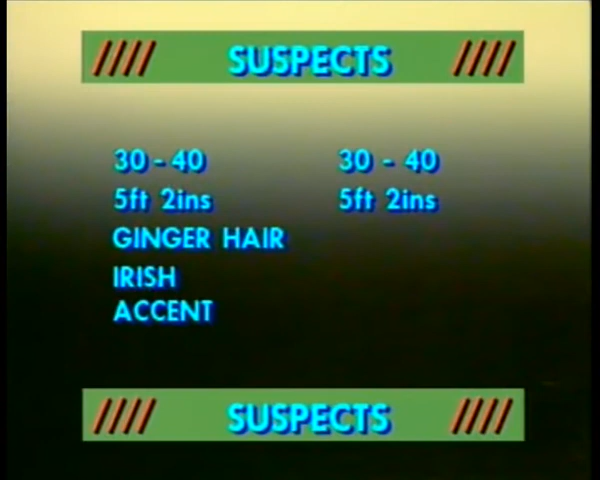 SUSPECTS
30 - 40 30 - 40
5ft 2ins 5ft 2ins
GINGER HAIR
IRISH
ACCENT
SUSPECTS